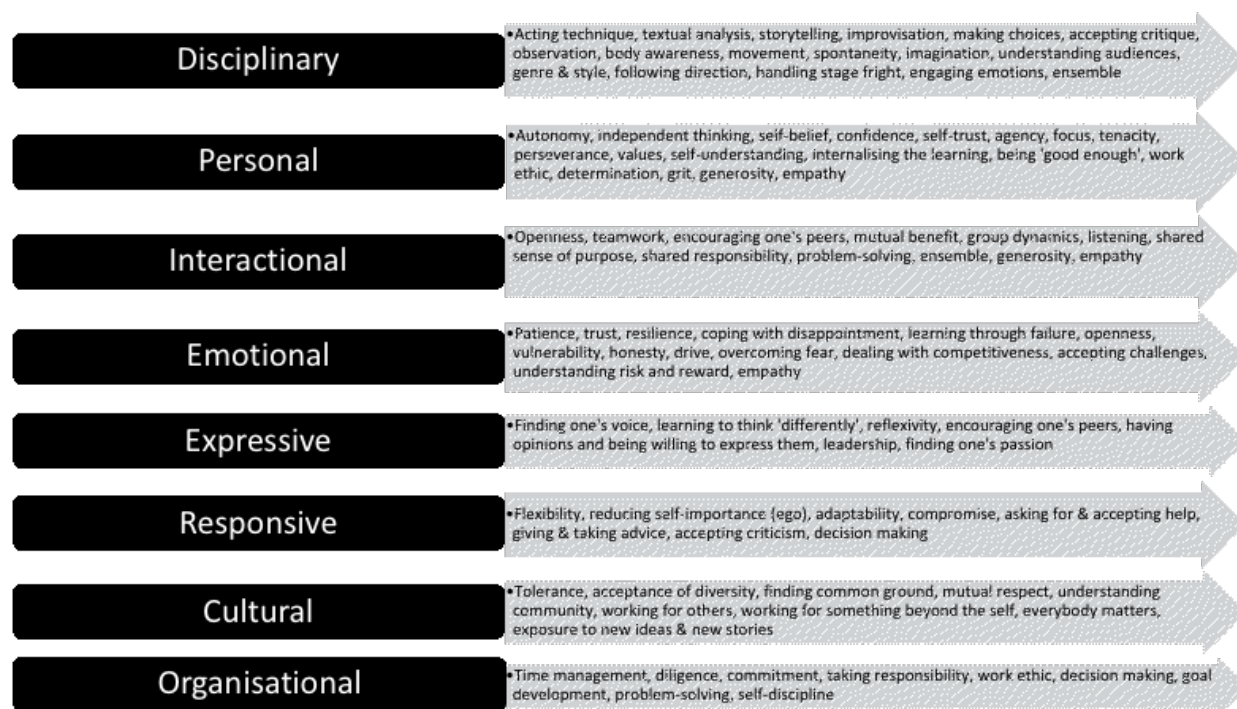 Disciplinary
•Acting technique, textual analysis, storytelling, improvisation, making choices, accepting critique,
observation, body awareness, movement, spontaneity, imagination, understanding audiences,
genre & style, following direction, handling stage fright, engaging emotions, ensemble
Personal
•Autonomy, independent thinking, self-belief, confidence, self-trust, agency, focus, tenacity,
perseverance, values, self-understanding, internalising the learning, being 'good enough', work
ethic, determination, grit, generosity, empathy
Interactional
•Openness, teamwork, encouraging one's peers, mutual benefit, group dynamics, listening, shared
sense of purpose, shared responsibility, problem-solving, ensemble, generosity, empathy
Emotional
•Patience, trust, resilience, coping with disappointment, learning through failure, openness,
vulnerability, honesty, drive, overcoming fear, dealing with competitiveness, accepting challenges,
understanding risk and reward, empathy
Expressive
•Finding one's voice, learning to think 'differently', reflexivity, encouraging one's peers, having
opinions and being willing to express them, leadership, finding one's passion
Responsive
•Flexibility, reducing self-importance (ego), adaptability, compromise, asking for & accepting help,
giving & taking advice, accepting criticism, decision making
Cultural
•Tolerance, acceptance of diversity, finding common ground, mutual respect, understanding
community, working for others, working for something beyond the self, everybody matters,
exposure to new ideas & new stories
Organisational
•Time management, diligence, commitment, taking responsibility, work ethic, decision making, goal
development, problem-solving, self-discipline